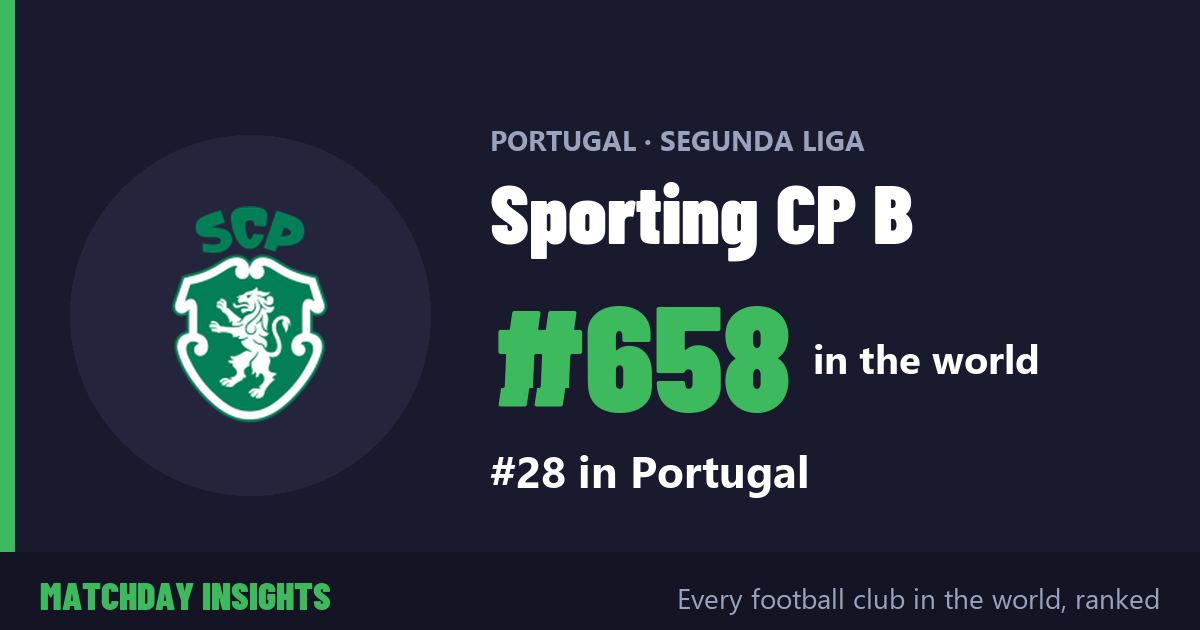 PORTUGAL · SEGUNDA LIGA
Sporting CP B
SCP
#658 in the world
#28 in Portugal
MATCHDAY INSIGHTS
Every football club in the world, ranked